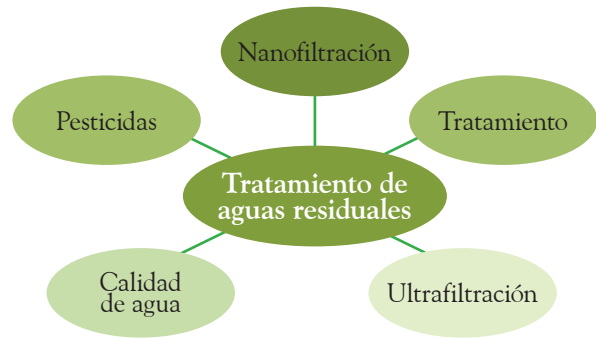 Nanofiltración
Pesticidas
Tratamiento
Tratamiento de
aguas residuales
Calidad
de agua
Ultrafiltración